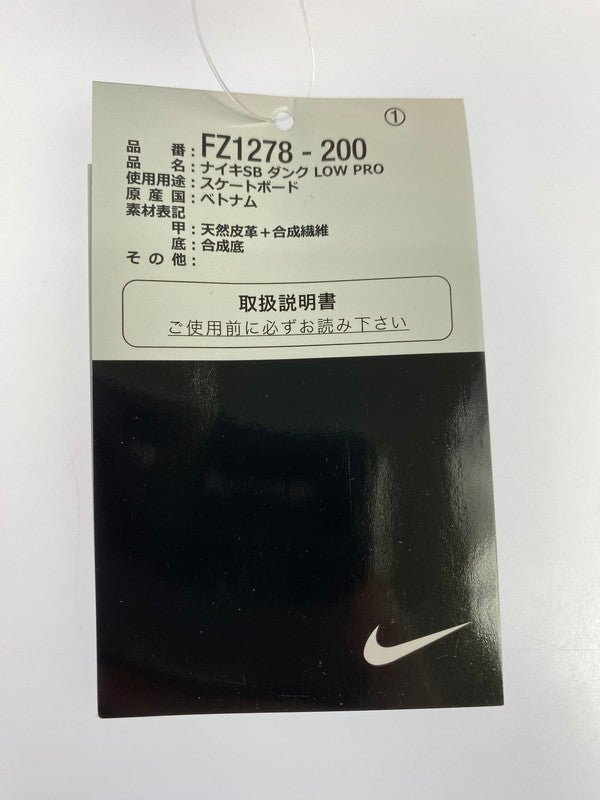 ①
品 番 : FZ1278 - 200
品 名 : ナイキSB ダンク LOW PRO
使用用途 : スケートボード
原 産 国 : ベトナム
素材表記
甲 : 天然皮革＋合成繊維
底 : 合成底
そ の 他 :
取扱説明書
ご使用前に必ずお読み下さい